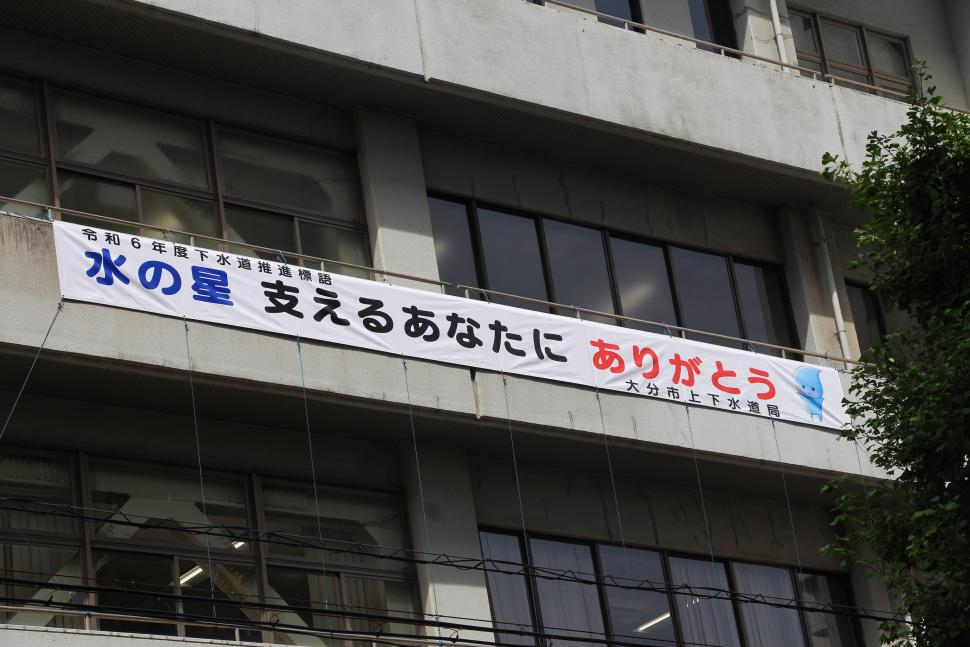 令和6年度下水道推進標語
水の星 支えるあなたに ありがとう
大分市上下水道局